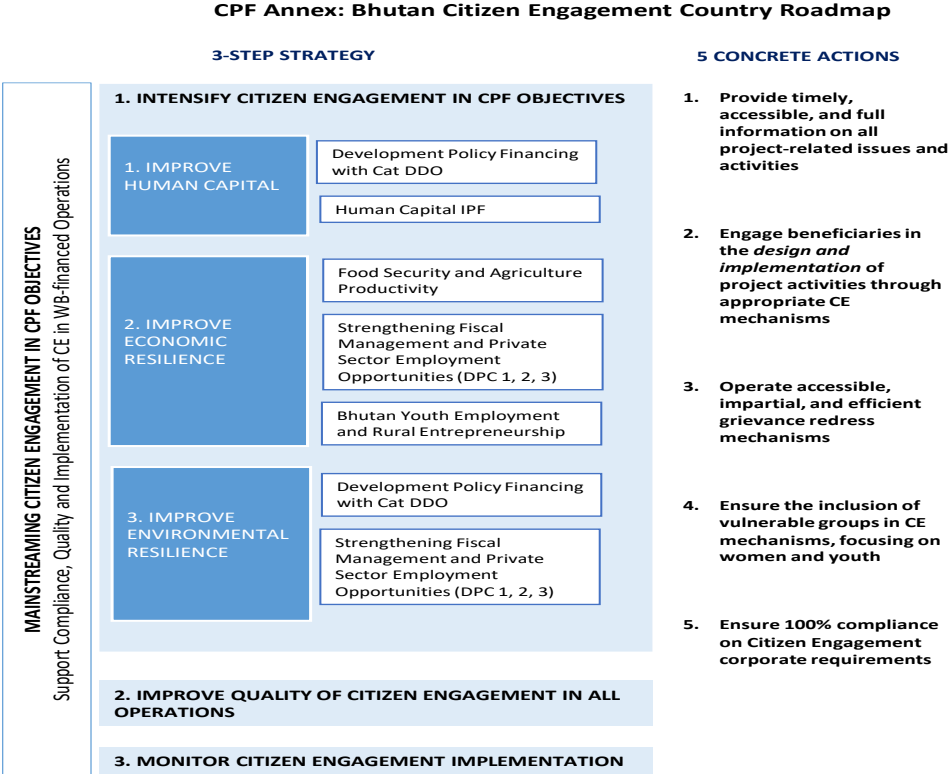 CPF Annex: Bhutan Citizen Engagement Country Roadmap
3-STEP STRATEGY
MAINSTREAMING CITIZEN ENGAGEMENT IN CPF OBJECTIVES
Support Compliance, Quality and Implementation of CE in WB-financed Operations
1. INTENSIFY CITIZEN ENGAGEMENT IN CPF OBJECTIVES
1. IMPROVE
HUMAN CAPITAL
Development Policy Financing
with Cat DDO
Human Capital IPF
2. IMPROVE
ECONOMIC
RESILIENCE
Food Security and Agriculture
Productivity
Strengthening Fiscal
Management and Private
Sector Employment
Opportunities (DPC 1, 2, 3)
Bhutan Youth Employment
and Rural Entrepreneurship
3. IMPROVE
ENVIRONMENTAL
RESILIENCE
Development Policy Financing
with Cat DDO
Strengthening Fiscal
Management and Private
Sector Employment
Opportunities (DPC 1, 2, 3)
2. IMPROVE QUALITY OF CITIZEN ENGAGEMENT IN ALL
OPERATIONS
3. MONITOR CITIZEN ENGAGEMENT IMPLEMENTATION
5 CONCRETE ACTIONS
1. Provide timely,
accessible, and full
information on all
project-related issues and
activities
2. Engage beneficiaries in
the design and
implementation of
project activities through
appropriate CE
mechanisms
3. Operate accessible,
impartial, and efficient
grievance redress
mechanisms
4. Ensure the inclusion of
vulnerable groups in CE
mechanisms, focusing on
women and youth
5. Ensure 100% compliance
on Citizen Engagement
corporate requirements